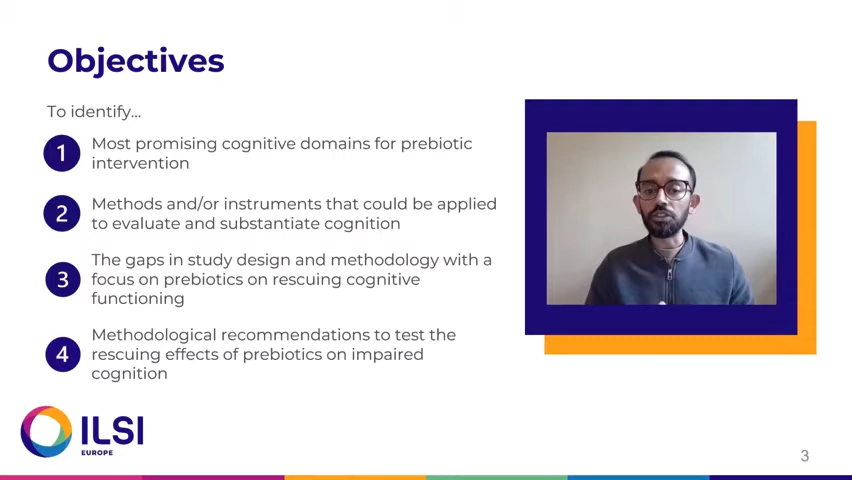 Objectives
To identify...
1
Most promising cognitive domains for prebiotic
intervention
2
Methods and/or instruments that could be applied
to evaluate and substantiate cognition
3
The gaps in study design and methodology with a
focus on prebiotics on rescuing cognitive
functioning
4
Methodological recommendations to test the
rescuing effects of prebiotics on impaired
cognition
ILSI
EUROPE
3